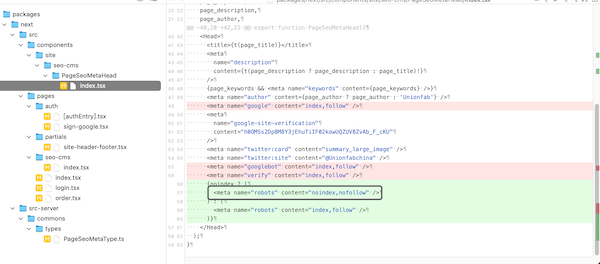 packages
next
src
components
site
seo-cms
PageSeoMetaHead
index.tsx
pages
auth
[authEntry].tsx
sign-google.tsx
partials
site-header-footer.tsx
seo-cms
index.tsx
index.tsx
login.tsx
order.tsx
src-server
commons
types
PageSeoMetaType.ts
page_description,
page_author,
export function PageSeoMetaHead({
<Head>
<title>{t(page_title)}</title>
<meta
name="description"
content={t(page_description ? page_description : page_title)!}
/>
{page_keywords && <meta name="keywords" content={page_keywords} />}
<meta name="author" content={page_author ? page_author : 'Unionfab'} />
<meta name="google" content="index,follow" />
<meta
name="google-site-verification"
/>
<meta name="twitter:card" content="summary_large_image" />
<meta name="twitter:site" content="@Unionfabchina" />
<meta name="googlebot" content="index,follow" />
<meta name="verify" content="index,follow" />
{noindex ? (
<meta name="robots" content="noindex,nofollow" />
) : (
<meta name="robots" content="index,follow" />
)}
</Head>
);
}